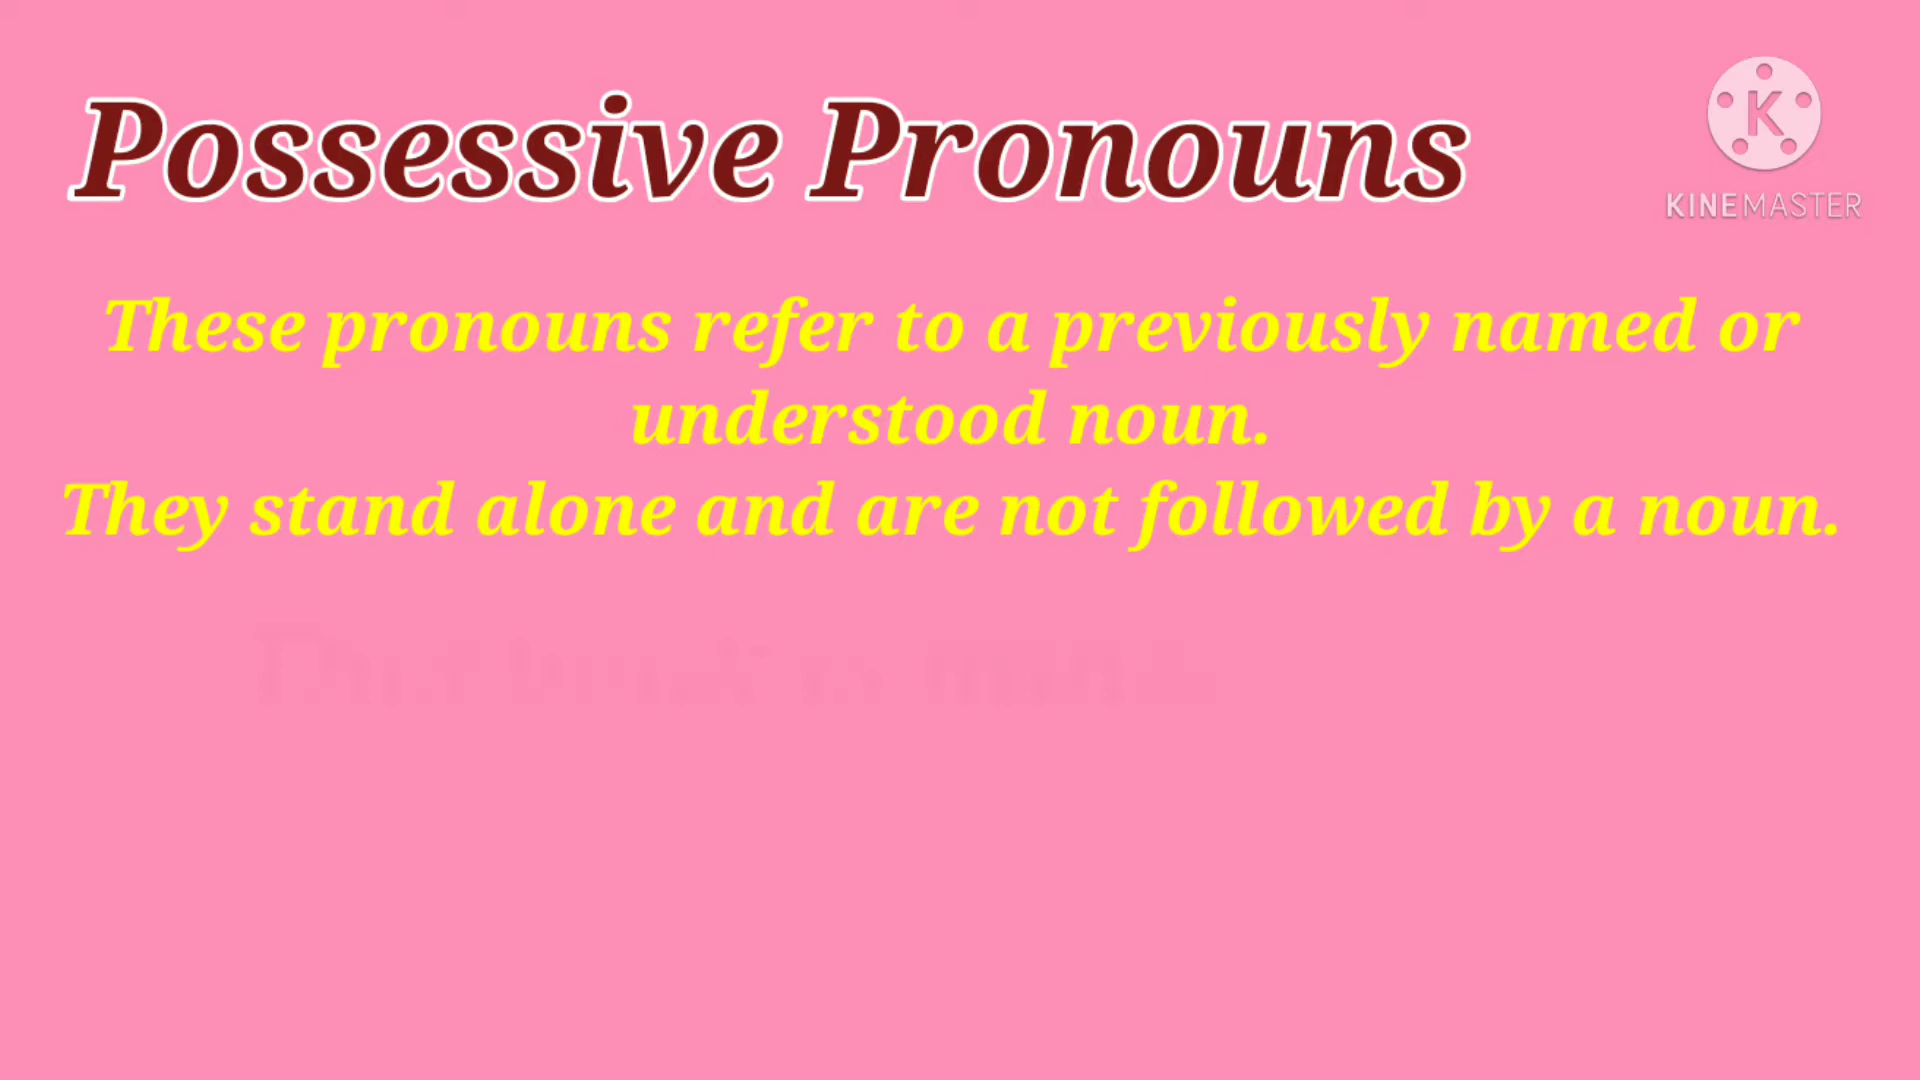 Possessive Pronouns
KINEMASTER
These pronouns refer to a previously named or
understood noun.
They stand alone and are not followed by a noun.